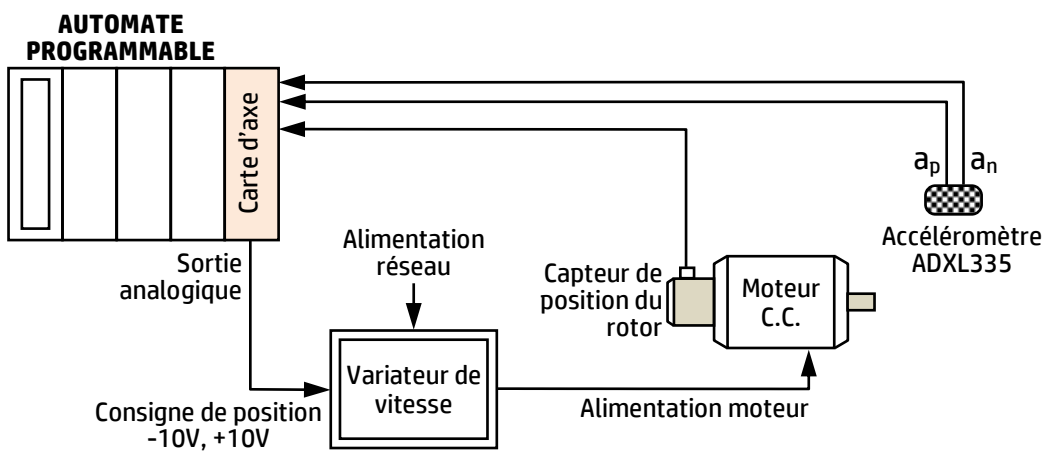 AUTOMATE
PROGRAMMABLE
Carte d'axe
aₚ
aₙ
Accéléromètre
ADXL335
Sortie
analogique
Alimentation
réseau
Capteur de
position du
rotor
Moteur
C.C.
Variateur de
vitesse
Consigne de position
-10V, +10V
Alimentation moteur